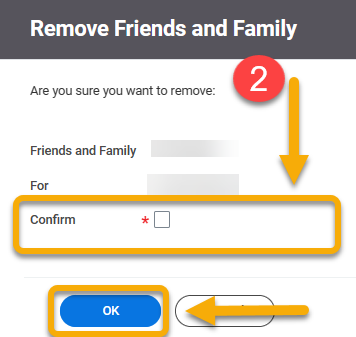 Remove Friends and Family
Are you sure you want to remove:
2
Friends and Family
For
Confirm *
OK